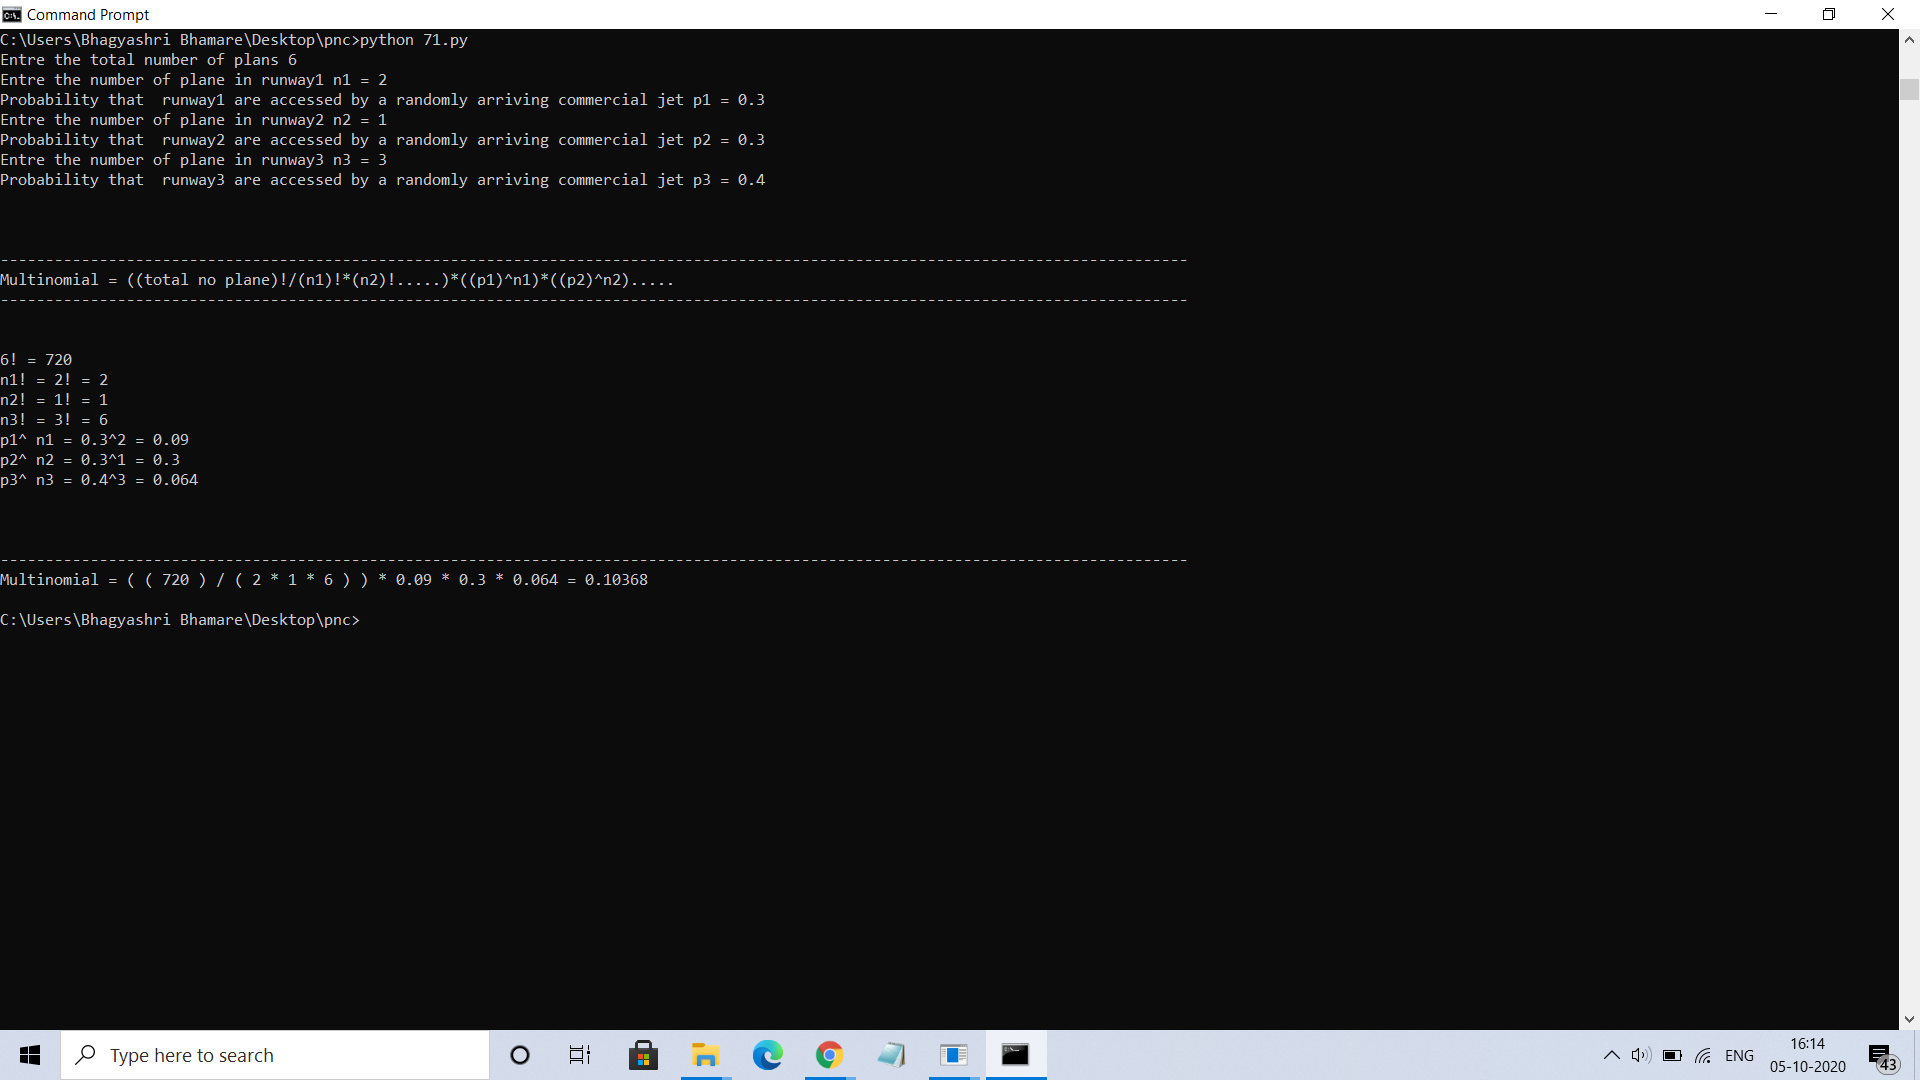 Command Prompt
C:\Users\Bhagyashri Bhamare\Desktop\pnc>python 71.py
Entre the total number of plans 6
Entre the number of plane in runway1 n1 = 2
Probability that  runway1 are accessed by a randomly arriving commercial jet p1 = 0.3
Entre the number of plane in runway2 n2 = 1
Probability that  runway2 are accessed by a randomly arriving commercial jet p2 = 0.3
Entre the number of plane in runway3 n3 = 3
Probability that  runway3 are accessed by a randomly arriving commercial jet p3 = 0.4
------------------------------------------------------------------------------------------------------------------------------------
Multinomial = ((total no plane)!/(n1)!*(n2)!.....)*((p1)^n1)*((p2)^n2).....
------------------------------------------------------------------------------------------------------------------------------------
6! = 720
n1! = 2! = 2
n2! = 1! = 1
n3! = 3! = 6
p1^ n1 = 0.3^2 = 0.09
p2^ n2 = 0.3^1 = 0.3
p3^ n3 = 0.4^3 = 0.064
------------------------------------------------------------------------------------------------------------------------------------
Multinomial = ( ( 720 ) / ( 2 * 1 * 6 ) ) * 0.09 * 0.3 * 0.064 = 0.10368
C:\Users\Bhagyashri Bhamare\Desktop\pnc>
Type here to search
ENG
16:14
05-10-2020
43